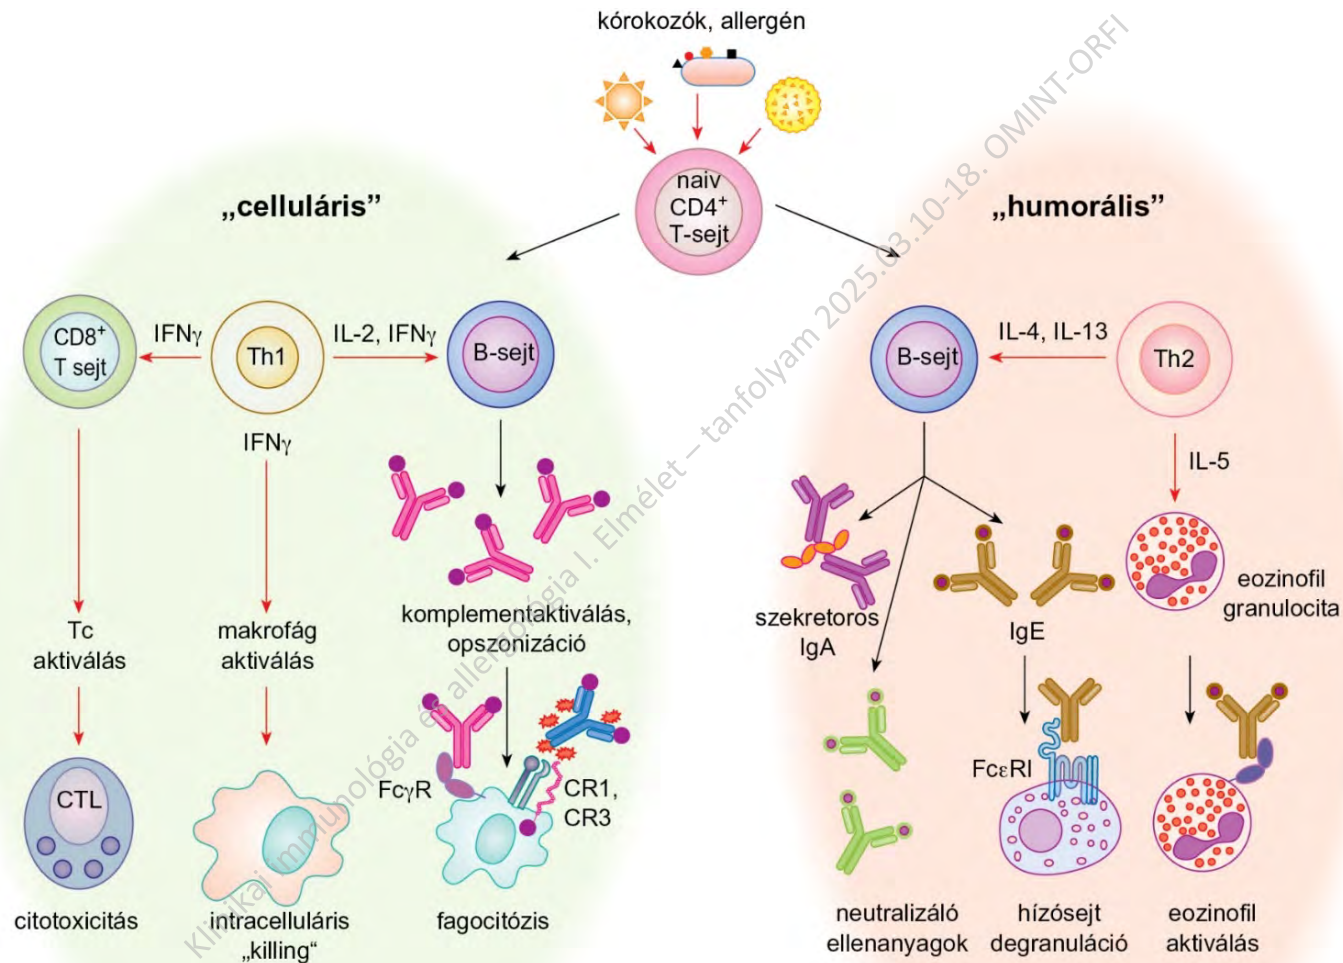 kórokozók, allergén
naiv
CD4⁺
T-sejt
„celluláris”
„humorális”
CD8⁺
T sejt
IFNγ
Th1
IL-2, IFNγ
B-sejt
B-sejt
IL-4, IL-13
Th2
IFNγ
IL-5
Tc
aktiválás
makrofág
aktiválás
komplementaktiválás,
opszonizáció
szekretoros
IgA
IgE
eozinofil
granulocita
CTL
FcγR
CR1,
CR3
FcεRI
citotoxicitás
intracelluláris
„killing“
fagocitózis
neutralizáló
ellenanyagok
hízósejt
degranuláció
eozinofil
aktiválás
Klinikai immunológia és allergológia I. Elmélet – tanfolyam 2025.03.10-18. OMINT-ORFI